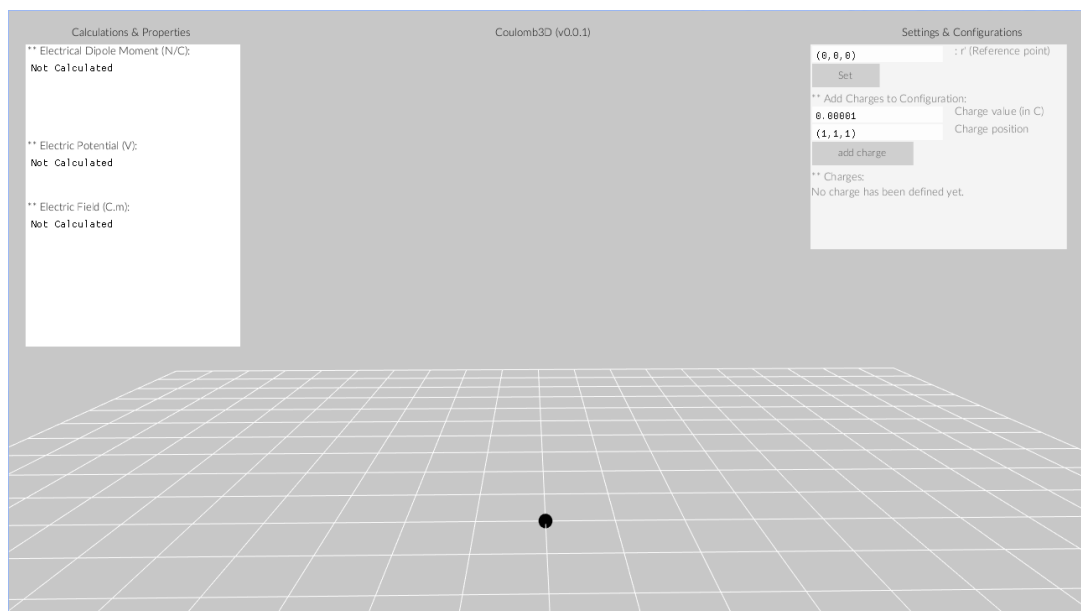 Calculations & Properties
Coulomb3D (v0.0.1)
Settings & Configurations
** Electrical Dipole Moment (N/C):
Not Calculated
** Electric Potential (V):
Not Calculated
** Electric Field (C.m):
Not Calculated
(0,0,0) : r' (Reference point)
Set
** Add Charges to Configuration:
0.00001 Charge value (in C)
(1,1,1) Charge position
add charge
** Charges:
No charge has been defined yet.